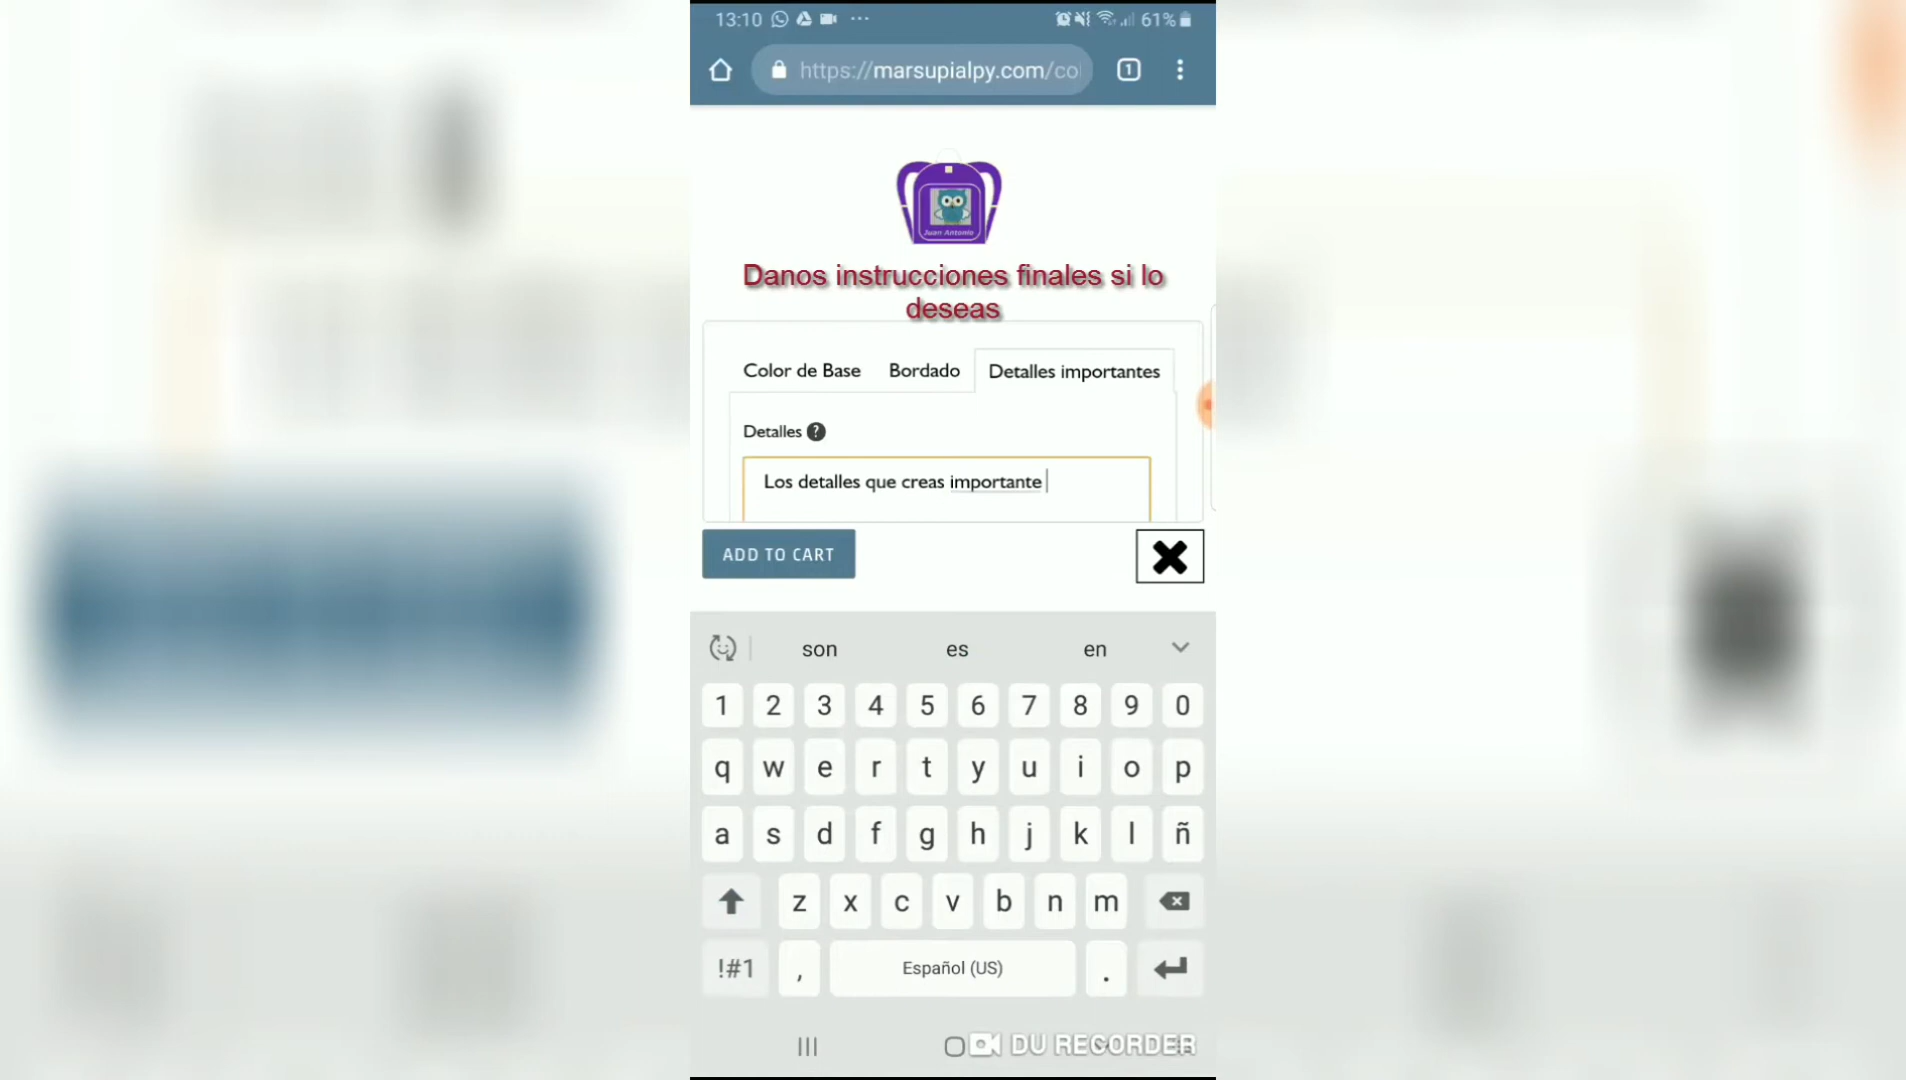 13:10 61%
https://marsupialpy.com/co
1
Juan Antonio
Danos instrucciones finales si lo
deseas
Color de Base Bordado Detalles importantes
Detalles ?
Los detalles que creas importante
ADD TO CART
son es en
1 2 3 4 5 6 7 8 9 0
q w e r t y u i o p
a s d f g h j k l ñ
z x c v b n m
!#1 , Español (US) .
DU RECORDER